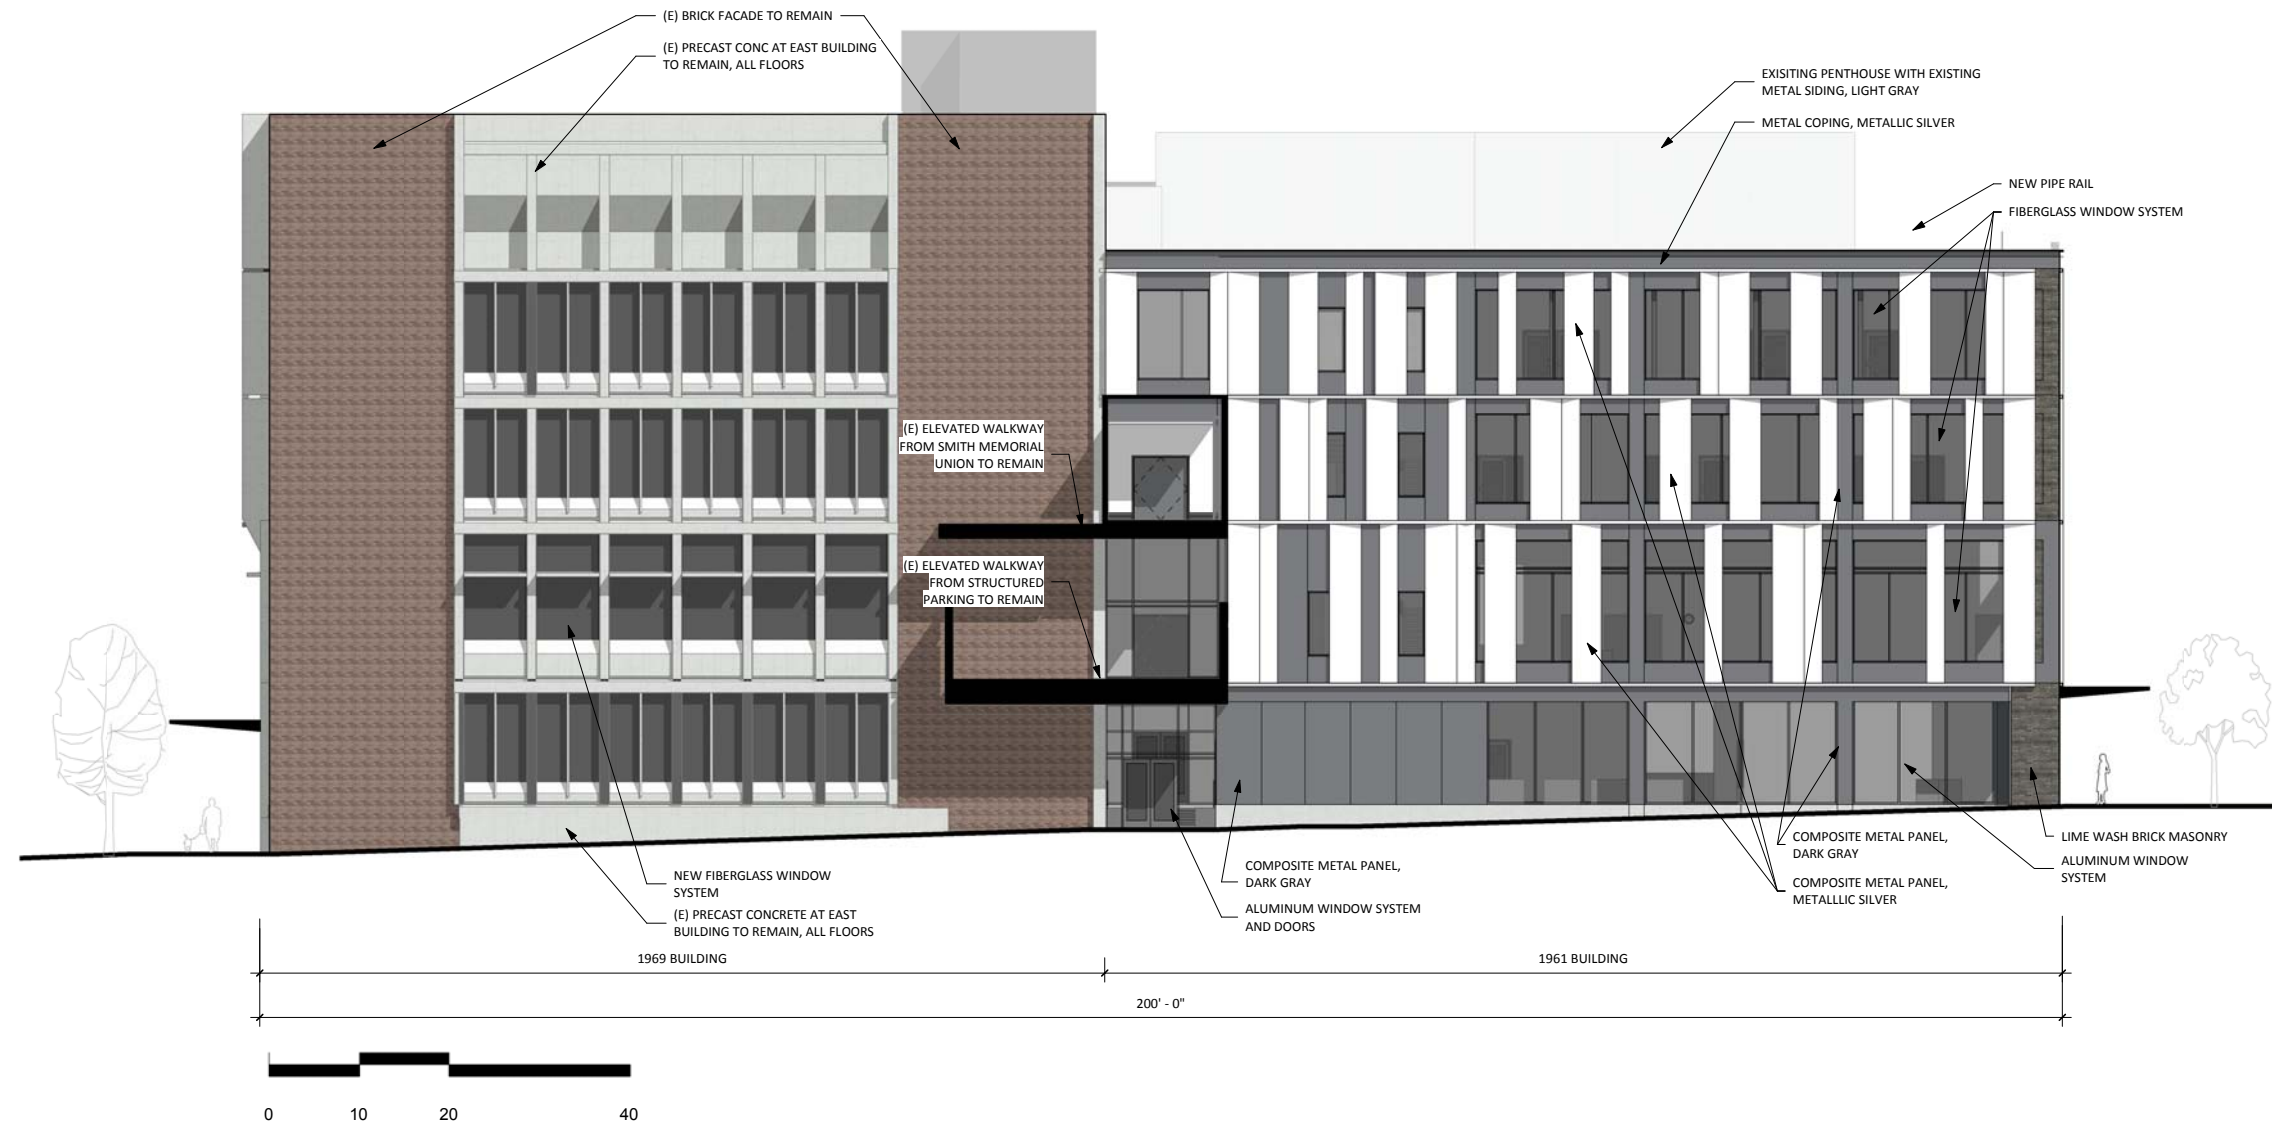 (E) BRICK FACADE TO REMAIN
(E) PRECAST CONC AT EAST BUILDING
TO REMAIN, ALL FLOORS
EXISITING PENTHOUSE WITH EXISTING
METAL SIDING, LIGHT GRAY
METAL COPING, METALLIC SILVER
NEW PIPE RAIL
FIBERGLASS WINDOW SYSTEM
(E) ELEVATED WALKWAY
FROM SMITH MEMORIAL
UNION TO REMAIN
(E) ELEVATED WALKWAY
FROM STRUCTURED
PARKING TO REMAIN
NEW FIBERGLASS WINDOW
SYSTEM
(E) PRECAST CONCRETE AT EAST
BUILDING TO REMAIN, ALL FLOORS
COMPOSITE METAL PANEL,
DARK GRAY
ALUMINUM WINDOW SYSTEM
AND DOORS
COMPOSITE METAL PANEL,
DARK GRAY
COMPOSITE METAL PANEL,
METALLLIC SILVER
LIME WASH BRICK MASONRY
ALUMINUM WINDOW
SYSTEM
1969 BUILDING
1961 BUILDING
200' - 0"
0 10 20 40